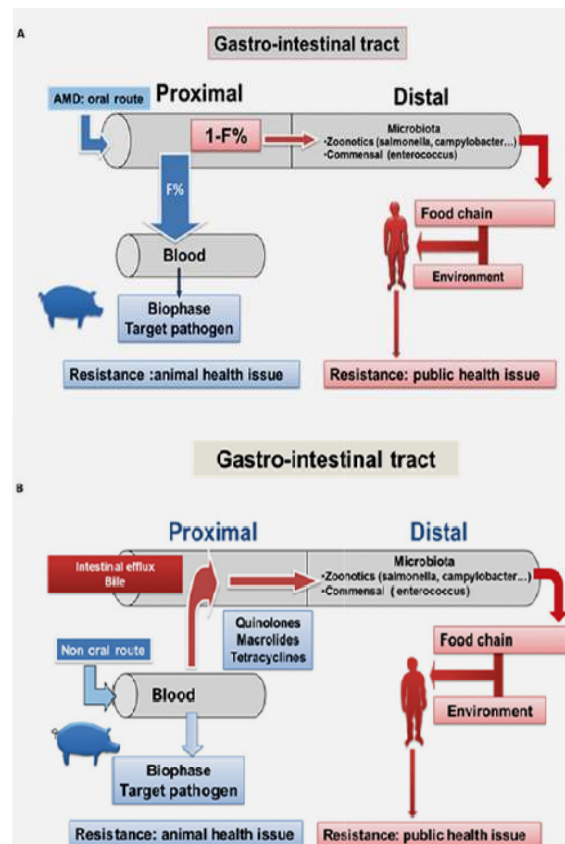 A
Gastro-intestinal tract
AMD: oral route
Proximal
Distal
1-F%
Microbiota
-Zoonotics (salmonella, campylobacter...)
-Commensal (enterococcus)
F%
Blood
Food chain
Environment
Biophase
Target pathogen
Resistance :animal health issue
Resistance: public health issue
Gastro-intestinal tract
B
Proximal
Distal
Intestinal efflux
Bile
Microbiota
-Zoonotics (salmonella, campylobacter...)
-Commensal (enterococcus)
Quinolones
Macrolides
Tetracyclines
Non oral route
Blood
Food chain
Environment
Biophase
Target pathogen
Resistance: animal health issue
Resistance: public health issue